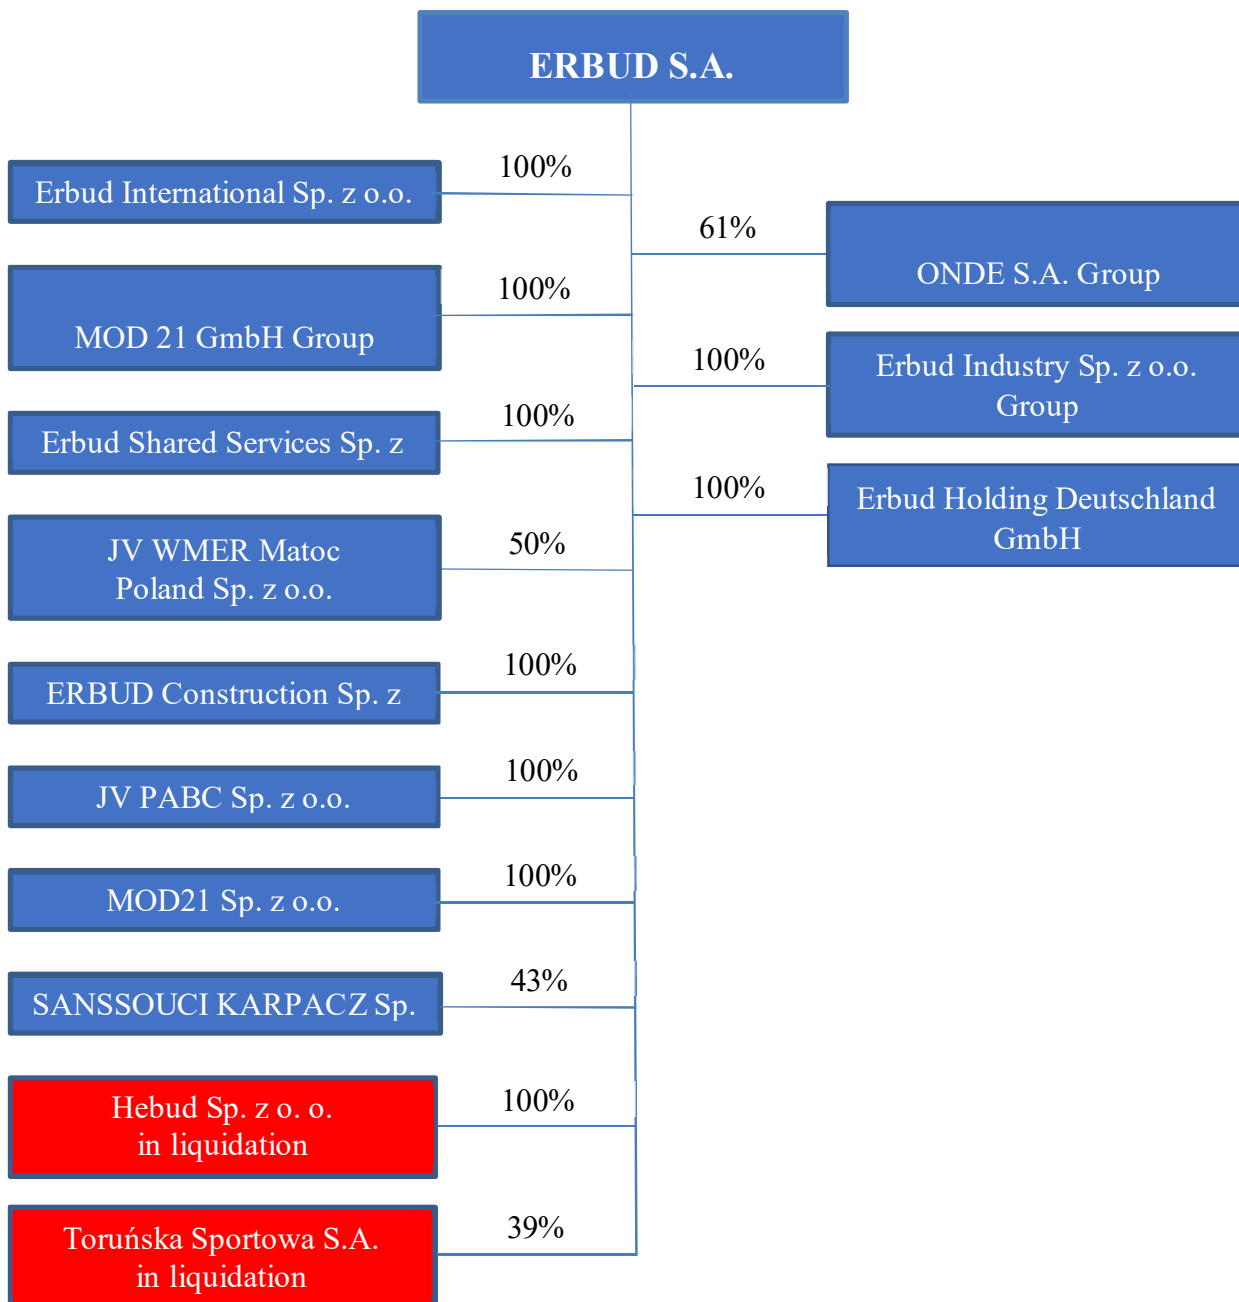 ERBUD S.A.
100%
Erbud International Sp. z o.o.
61%
ONDE S.A. Group
100%
MOD 21 GmbH Group
100%
Erbud Industry Sp. z o.o.
Group
100%
Erbud Shared Services Sp. z
100%
Erbud Holding Deutschland
GmbH
50%
JV WMER Matoc
Poland Sp. z o.o.
100%
ERBUD Construction Sp. z
100%
JV PABC Sp. z o.o.
100%
MOD21 Sp. z o.o.
43%
SANSSOUCI KARPACZ Sp.
100%
Hebud Sp. z o. o.
in liquidation
39%
Toruńska Sportowa S.A.
in liquidation